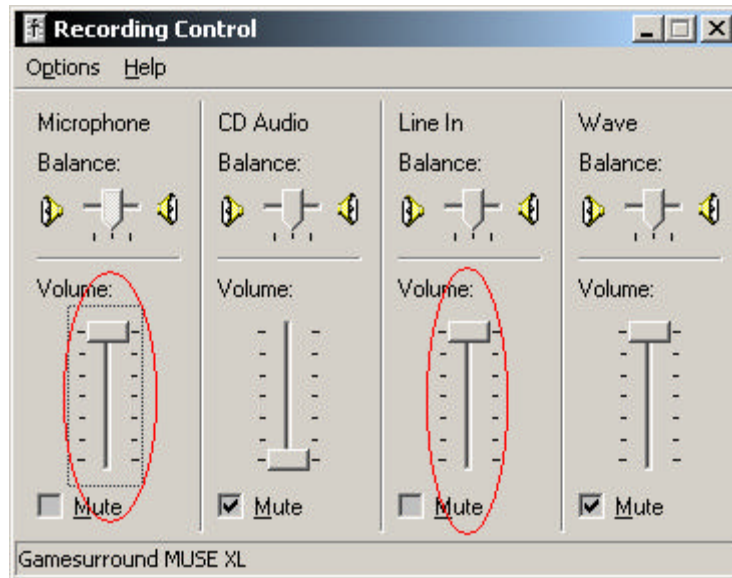 Recording Control
Options Help
Microphone CD Audio Line In Wave
Balance: Balance: Balance: Balance:
Volume: Volume: Volume: Volume:
Mute Mute Mute Mute
Gamesurround MUSE XL